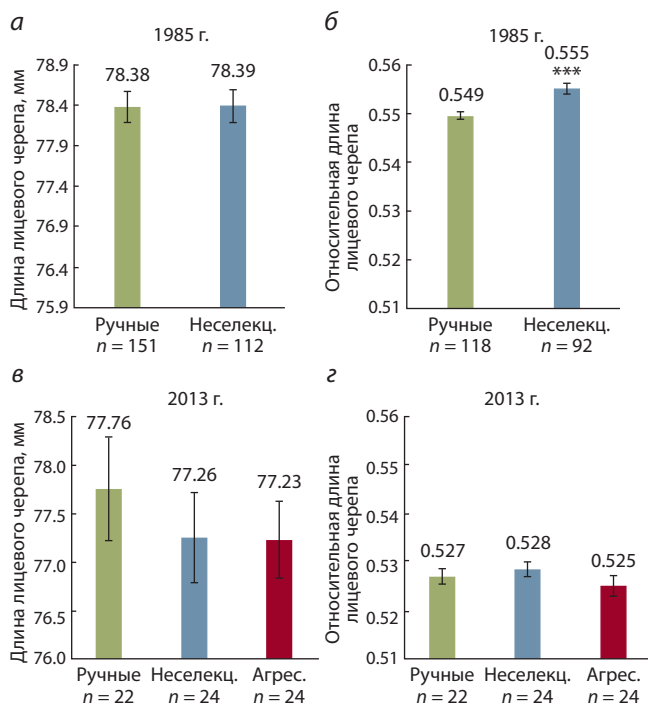 а
1985 г.
Длина лицевого черепа, мм
78.9
78.4
77.9
77.4
76.9
76.4
75.9
78.38
78.39
Ручные
n = 151
Неселекц.
n = 112
б
1985 г.
Относительная длина
лицевого черепа
0.56
0.55
0.54
0.53
0.52
0.51
0.549
0.555
***
Ручные
n = 118
Неселекц.
n = 92
в
2013 г.
Длина лицевого черепа, мм
78.5
78.0
77.5
77.0
76.5
76.0
77.76
77.26
77.23
Ручные
n = 22
Неселекц.
n = 24
Агрес.
n = 24
г
2013 г.
Относительная длина
лицевого черепа
0.56
0.55
0.54
0.53
0.52
0.51
0.527
0.528
0.525
Ручные
n = 22
Неселекц.
n = 24
Агрес.
n = 24